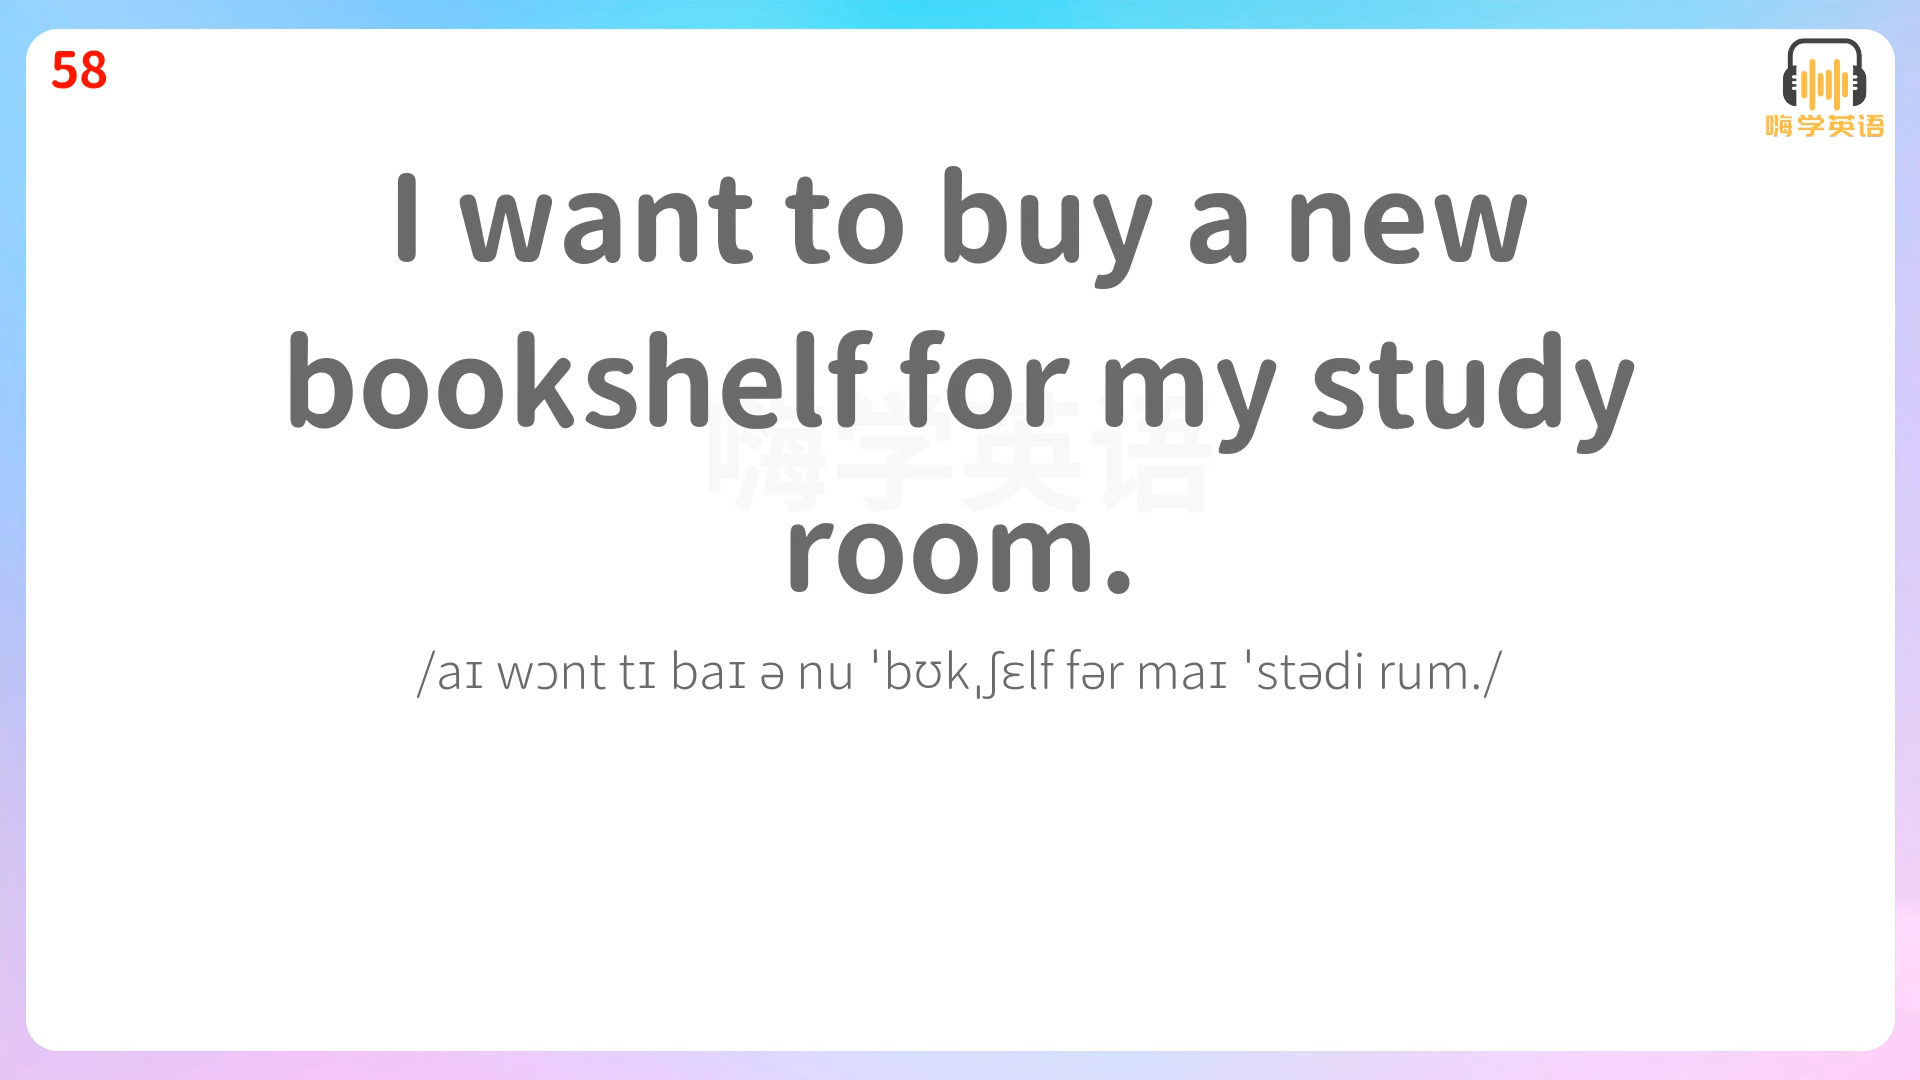 58
嗨学英语
I want to buy a new
bookshelf for my study
嗨学英语
room.
/aɪ wɔnt tɪ baɪ ə nu ˈbʊkˌʃɛlf fər maɪ ˈstədi rum./